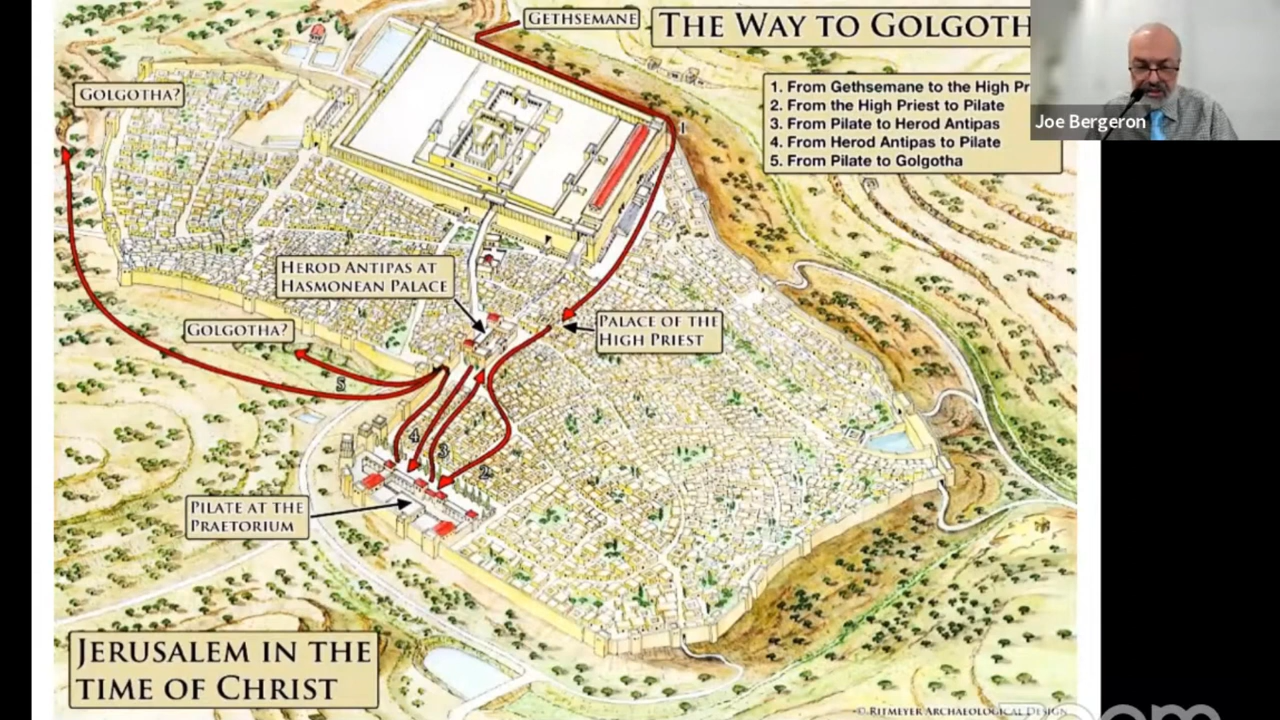 GETHSEMANE
THE WAY TO GOLGOTH
1. From Gethsemane to the High Pr
2. From the High Priest to Pilate
3. From Pilate to Herod Antipas
4. From Herod Antipas to Pilate
5. From Pilate to Golgotha
Joe Bergeron
GOLGOTHA?
1
HEROD ANTIPAS AT
HASMONEAN PALACE
GOLGOTHA?
PALACE OF THE
HIGH PRIEST
5
4
3
2
PILATE AT THE
PRAETORIUM
JERUSALEM IN THE
TIME OF CHRIST
© RITMEYER ARCHAEOLOGICAL DESIGN